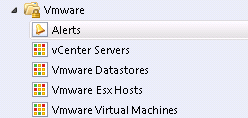 Vmware
Alerts
vCenter Servers
Vmware Datastores
Vmware Esx Hosts
Vmware Virtual Machines